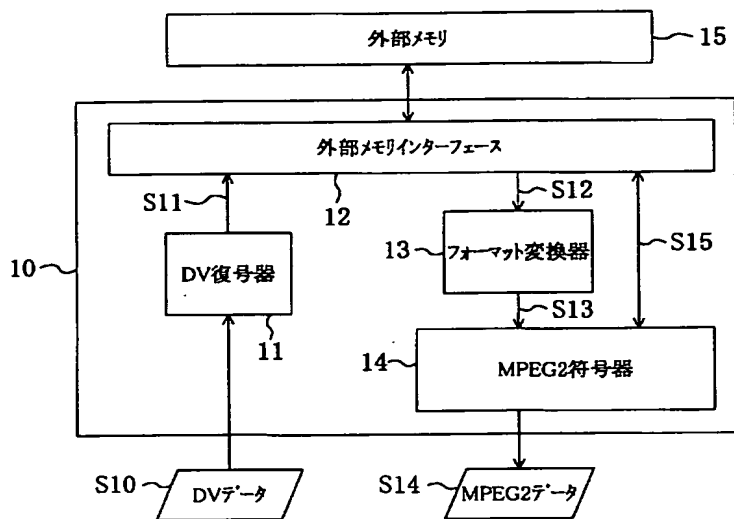 外部メモリ
15
外部メモリインターフェース
S11
12
S12
10
DV復号器
13
フォーマット変換器
S15
11
S13
14
MPEG2符号器
S10
DVデータ
S14
MPEG2データ